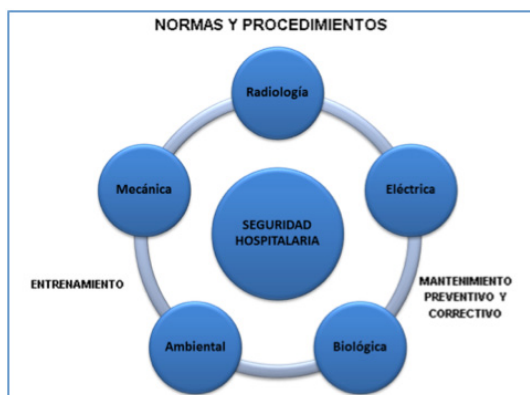 NORMAS Y PROCEDIMIENTOS
Radiología
Mecánica
Eléctrica
SEGURIDAD
HOSPITALARIA
ENTRENAMIENTO
MANTENIMIENTO
PREVENTIVO Y
CORRECTIVO
Ambiental
Biológica